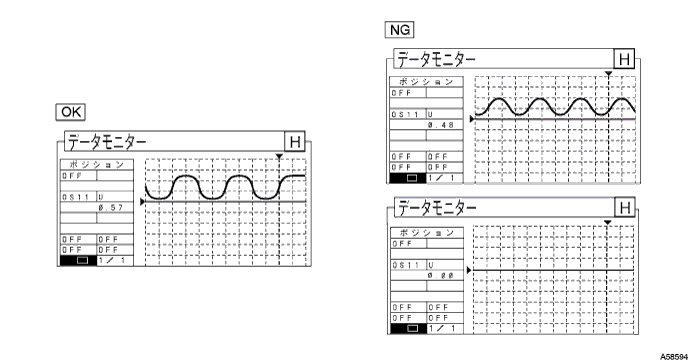 OK
データモニター H
ポジション
OFF
OS11 V
0.57
OFF OFF
OFF OFF
1/1
NG
データモニター H
ポジション
OFF
OS11 V
0.48
OFF OFF
OFF OFF
1/1
データモニター H
ポジション
OFF
OS11 V
0.00
OFF OFF
OFF OFF
1/1
A58594